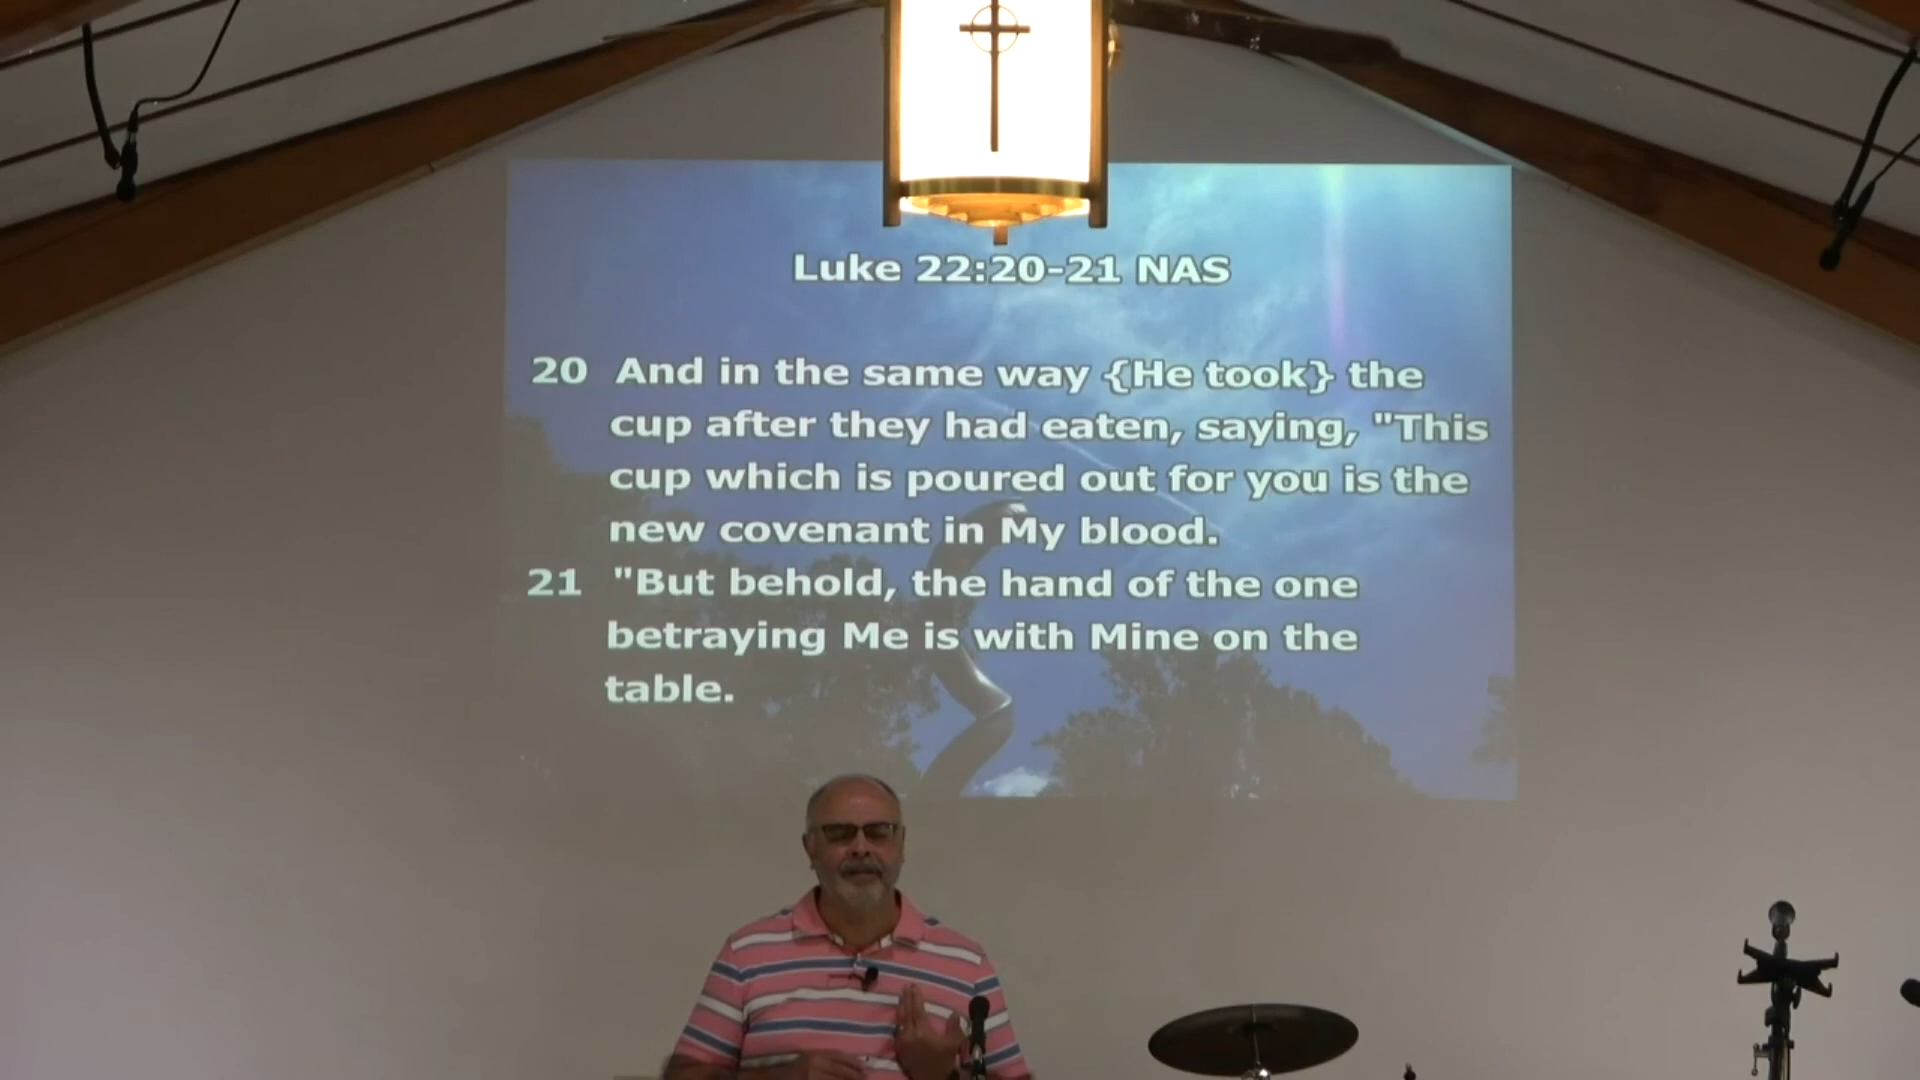 Luke 22:20-21 NAS
20 And in the same way {He took} the
cup after they had eaten, saying, "This
cup which is poured out for you is the
new covenant in My blood.
21 "But behold, the hand of the one
betraying Me is with Mine on the
table.